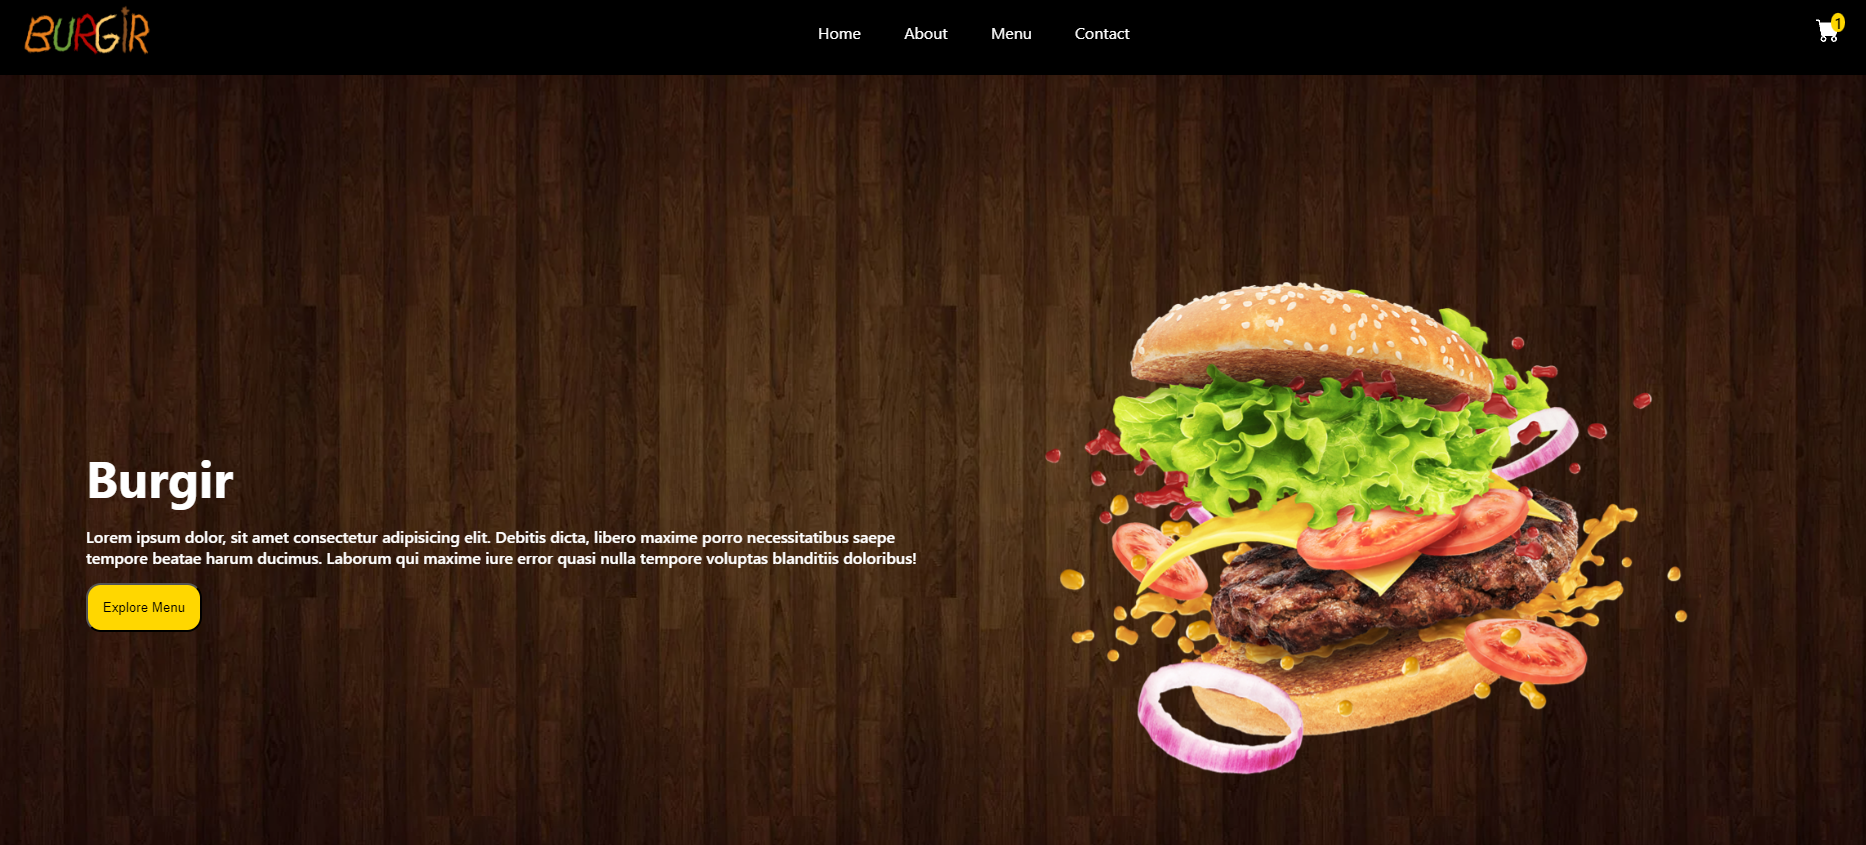 BURGIR
Home
About
Menu
Contact
1
Burgir
Lorem ipsum dolor, sit amet consectetur adipisicing elit. Debitis dicta, libero maxime porro necessitatibus saepe
tempore beatae harum ducimus. Laborum qui maxime iure error quasi nulla tempore voluptas blanditiis doloribus!
Explore Menu